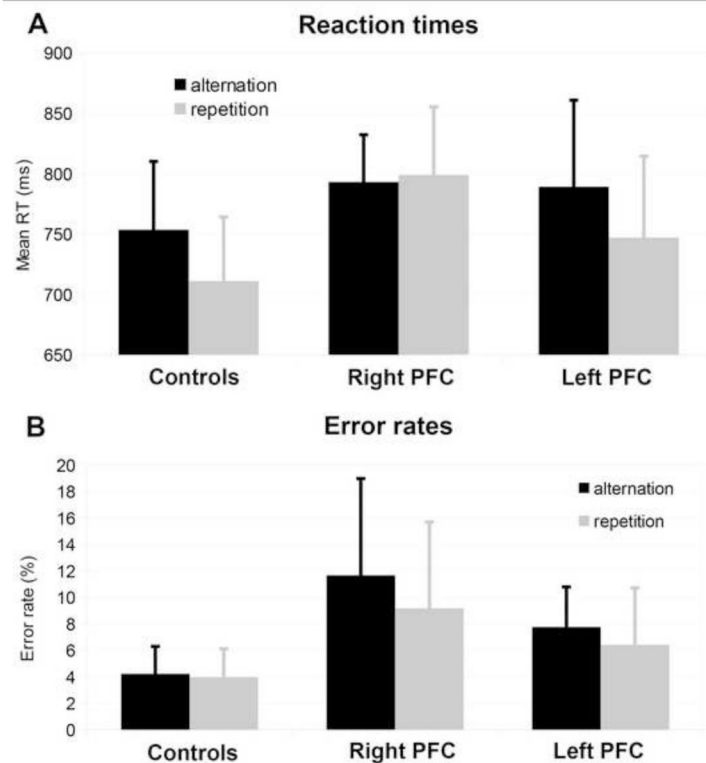 A
Reaction times
900
850
800
750
700
650
Mean RT (ms)
alternation
repetition
Controls
Right PFC
Left PFC
B
Error rates
20
18
16
14
12
10
8
6
4
2
0
Error rate (%)
alternation
repetition
Controls
Right PFC
Left PFC